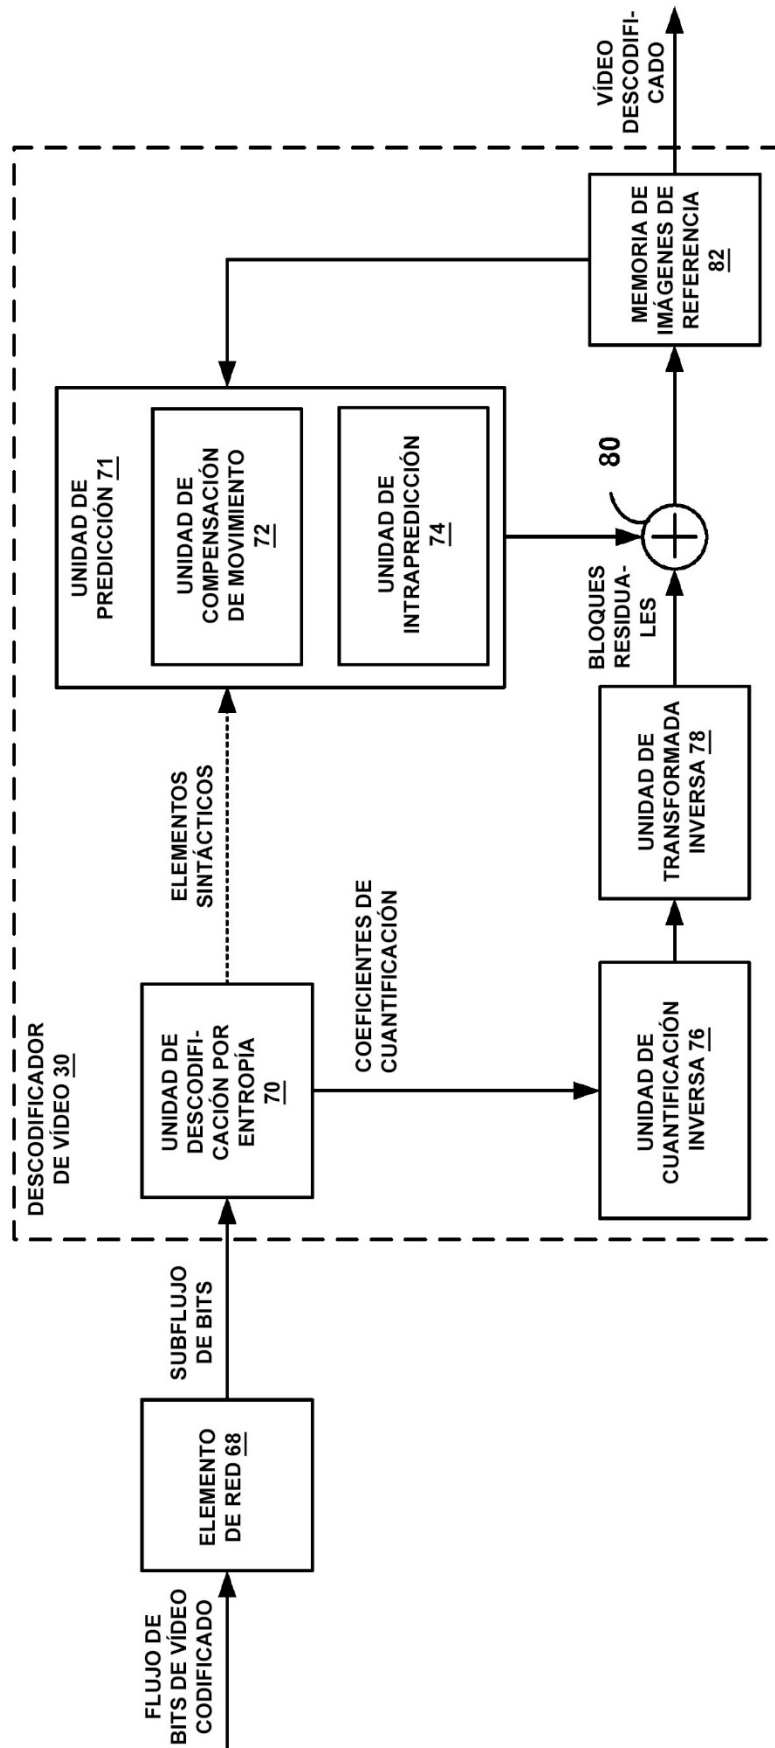 FLUJO DE
BITS DE VÍDEO
CODIFICADO
ELEMENTO
DE RED 68
SUBFLUJO
DE BITS
DESCODIFICADOR
DE VÍDEO 30
UNIDAD DE
DESCODIFI-
CACIÓN POR
ENTROPÍA
70
ELEMENTOS
SINTÁCTICOS
UNIDAD DE
PREDICCIÓN 71
UNIDAD DE
COMPENSACIÓN
DE MOVIMIENTO
72
UNIDAD DE
INTRAPREDICCIÓN
74
COEFICIENTES DE
CUANTIFICACIÓN
UNIDAD DE
CUANTIFICACIÓN
INVERSA 76
UNIDAD DE
TRANSFORMADA
INVERSA 78
BLOQUES
RESIDUA-
LES
80
MEMORIA DE
IMÁGENES DE
REFERENCIA
82
VÍDEO
DESCODIFI-
CADO